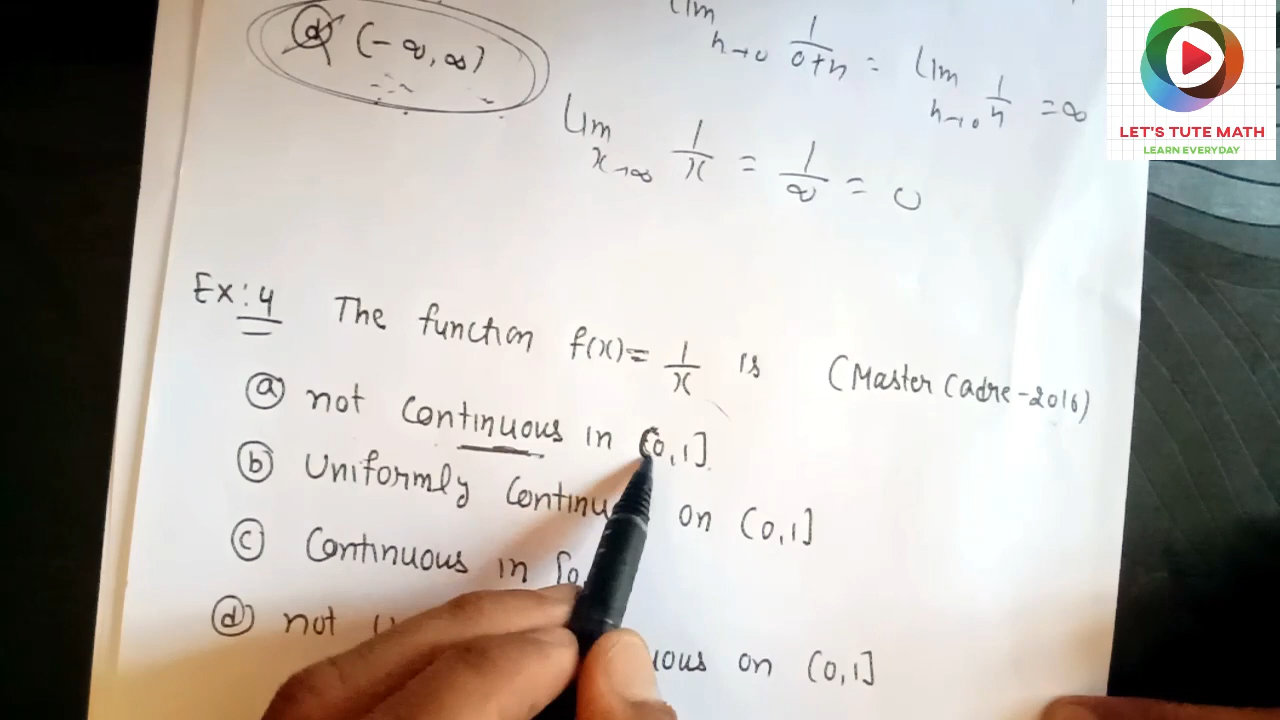 ⓓ (-∞, ∞)
lim h→0 1/0+h = lim h→0 1/h = ∞
lim x→∞ 1/x = 1/∞ = 0
LET'S TUTE MATH
LEARN EVERYDAY
Ex:4 The function f(x)= 1/x is (Master Cadre-2016)
ⓐ not continuous in (0,1].
ⓑ Uniformly on (0,1]
ⓒ Continuous in
ⓓ not on (0,1]